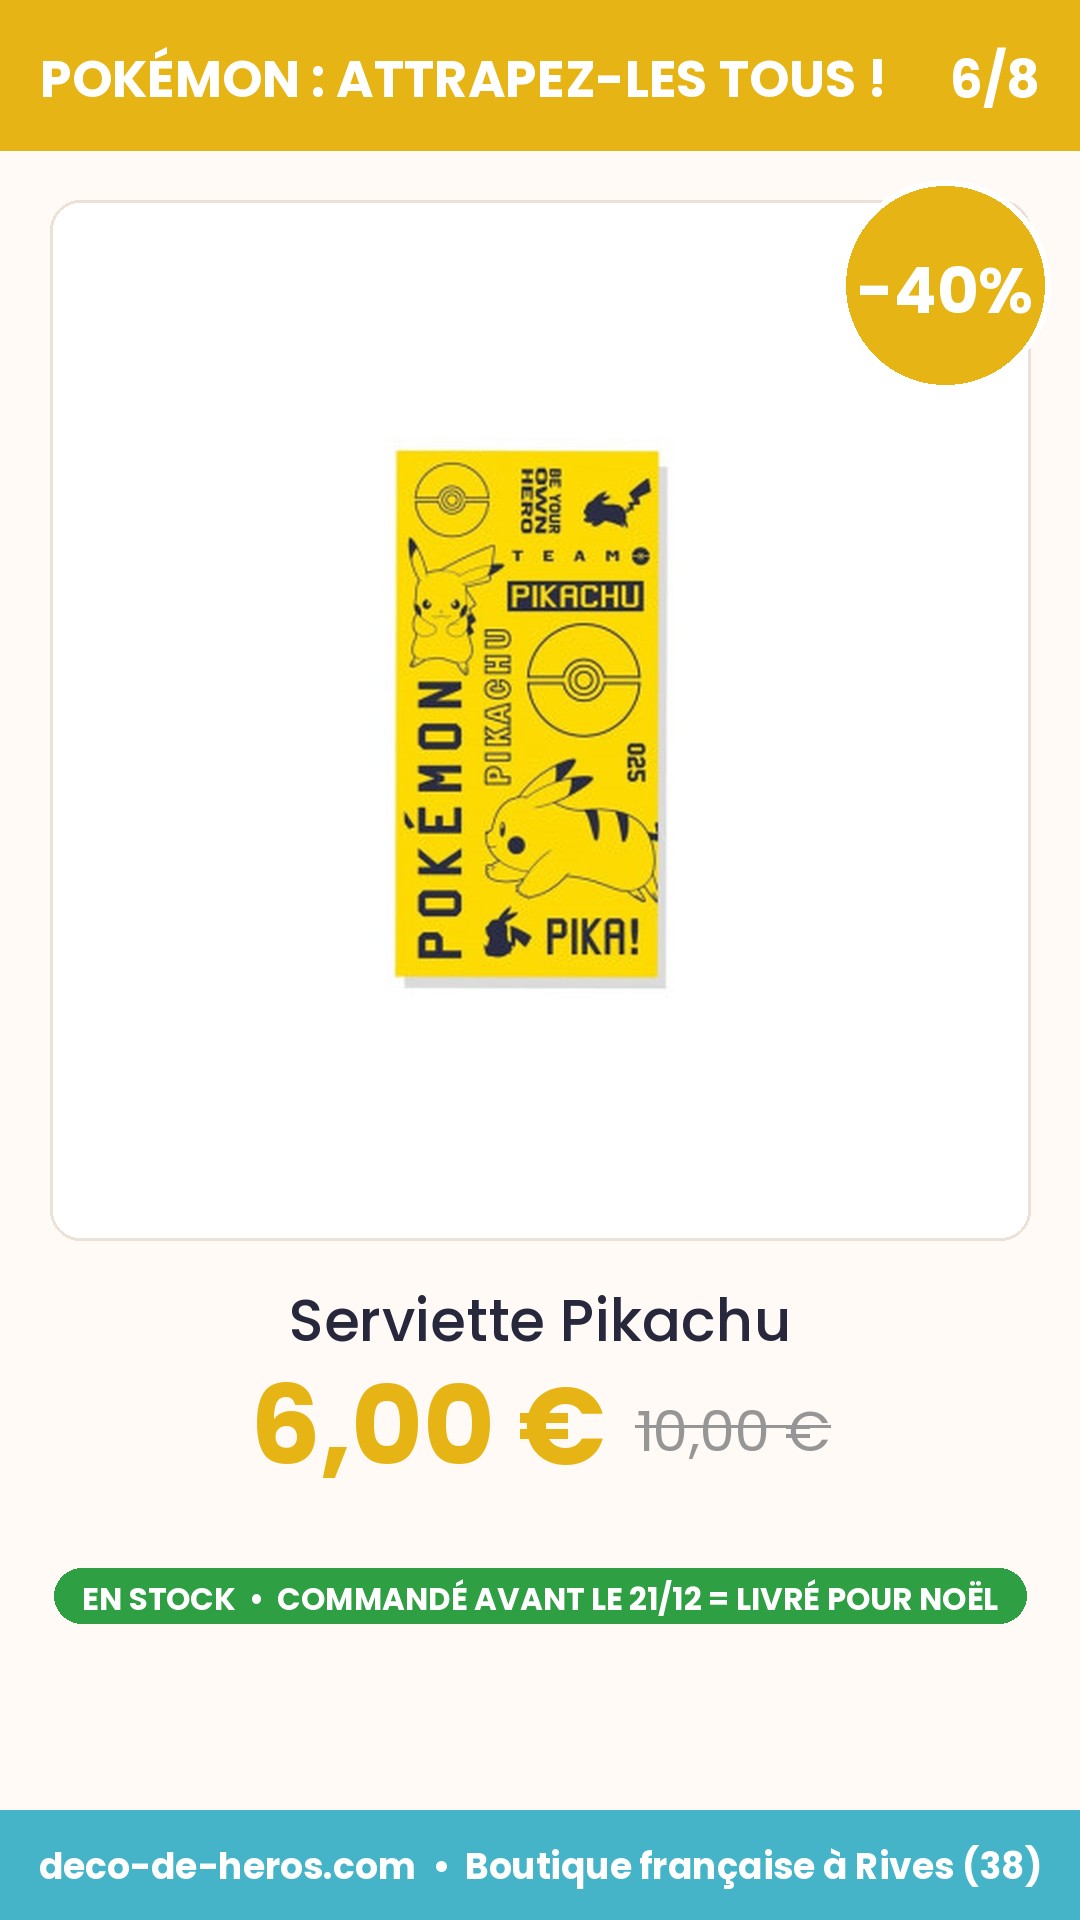 POKÉMON : ATTRAPEZ-LES TOUS ! 6/8
-40%
BE YOUR
OWN
HERO
TEAM
PIKACHU
PIKACHU
POKÉMON
025
PIKA!
Serviette Pikachu
6,00 € 10,00 €
EN STOCK • COMMANDÉ AVANT LE 21/12 = LIVRÉ POUR NOËL
deco-de-heros.com • Boutique française à Rives (38)